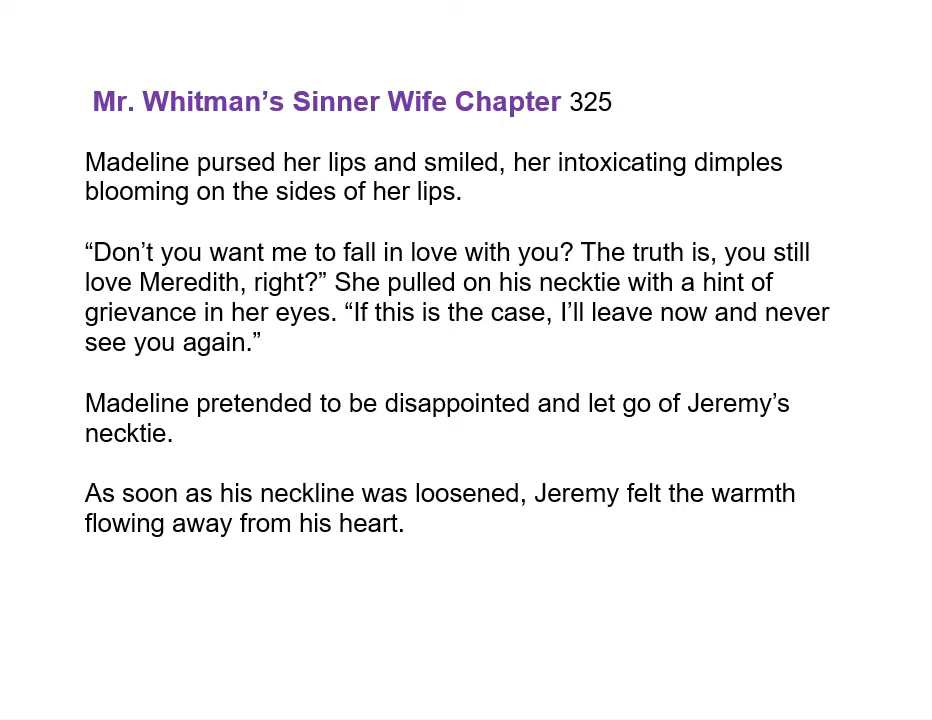 Mr. Whitman’s Sinner Wife Chapter 325
Madeline pursed her lips and smiled, her intoxicating dimples
blooming on the sides of her lips.
“Don’t you want me to fall in love with you? The truth is, you still
love Meredith, right?” She pulled on his necktie with a hint of
grievance in her eyes. “If this is the case, I’ll leave now and never
see you again.”
Madeline pretended to be disappointed and let go of Jeremy’s
necktie.
As soon as his neckline was loosened, Jeremy felt the warmth
flowing away from his heart.